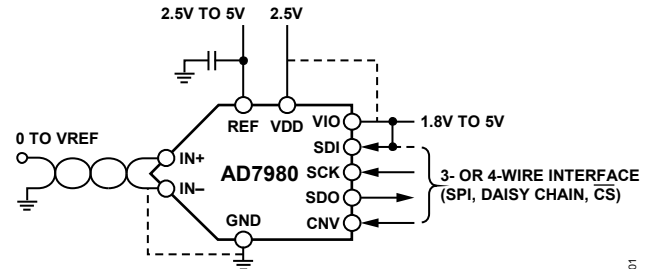 2.5V TO 5V 2.5V
REF VDD VIO 1.8V TO 5V
0 TO VREF
IN+
SDI
AD7980 SCK
IN–
SDO
GND
CNV
3- OR 4-WIRE INTERFACE
(SPI, DAISY CHAIN, CS)
01